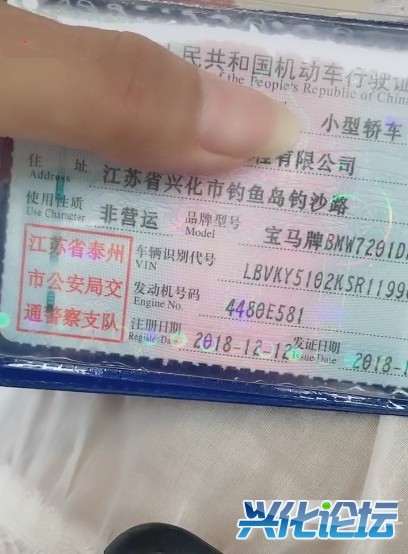 民共和国机动车行驶证
of the People's Republic of China
小型轿车
有限公司
住 址 江苏省兴化市钓鱼岛钓沙路
Address
使用性质 非营运 品牌型号 宝马牌BMW7201D
Use Character Model
江苏省泰州
市公安局交
通警察支队
车辆识别代号 LBVKY5102KSR1199
VIN
发动机号码 4480E581
Engine No.
注册日期 2018-12-12 发证日期 2018-1
Register Date Issue Date
兴化论坛